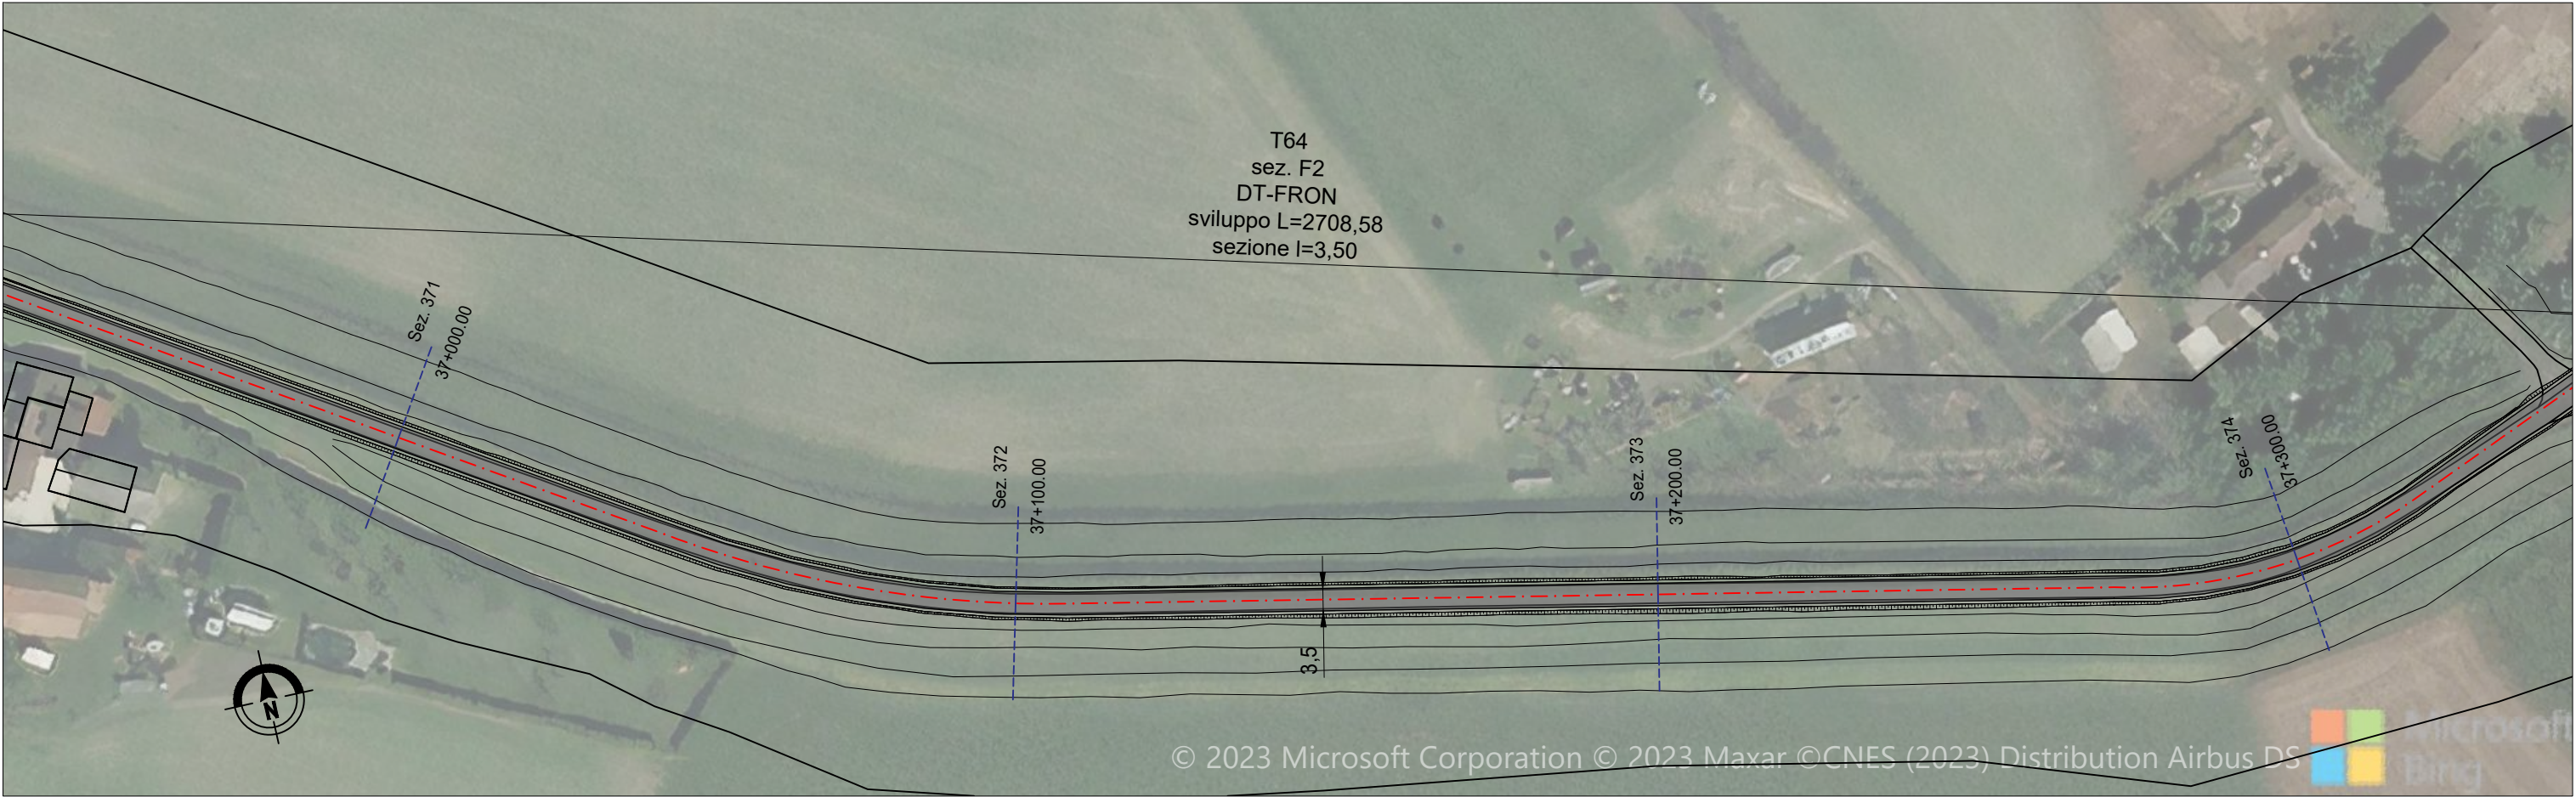 T64
sez. F2
DT-FRON
sviluppo L=2708,58
sezione l=3,50
Sez. 371
37+000.00
Sez. 372
37+100.00
Sez. 373
37+200.00
Sez. 374
37+300.00
3,5
N
© 2023 Microsoft Corporation © 2023 Maxar ©CNES (2023) Distribution Airbus DS
Microsoft
Bing